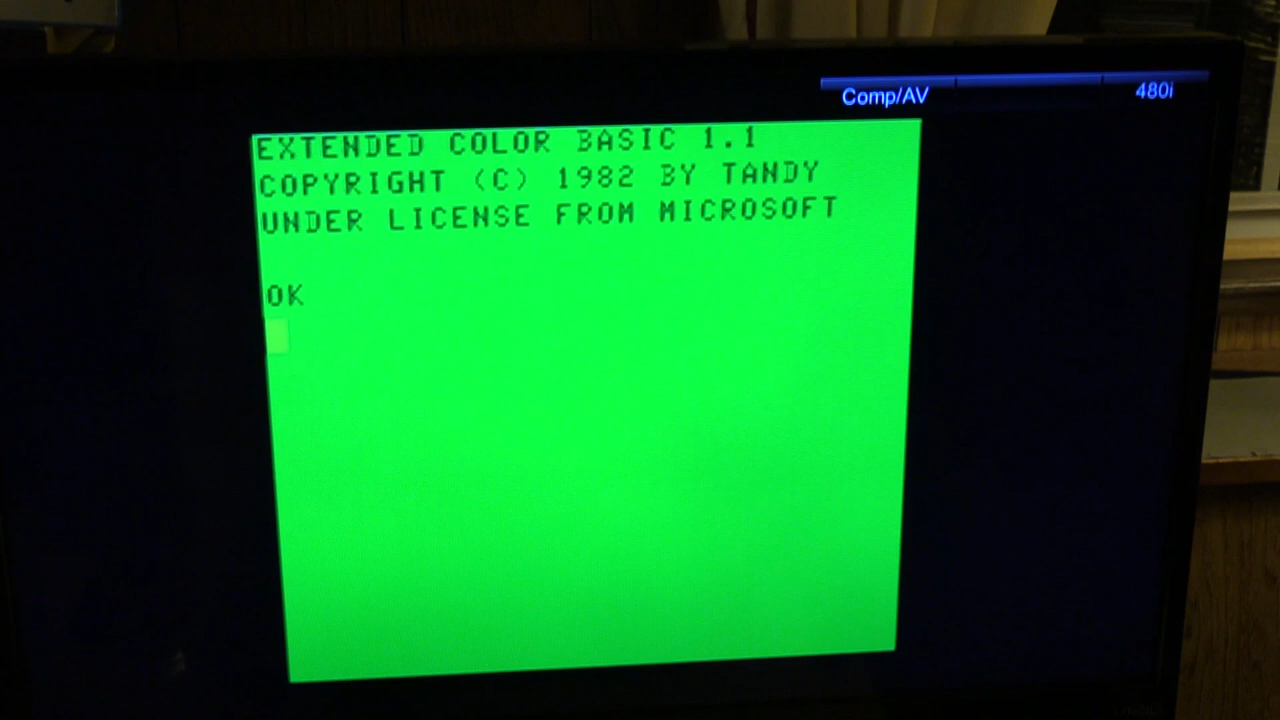 Comp/AV 480i
EXTENDED COLOR BASIC 1.1
COPYRIGHT (C) 1982 BY TANDY
UNDER LICENSE FROM MICROSOFT
OK